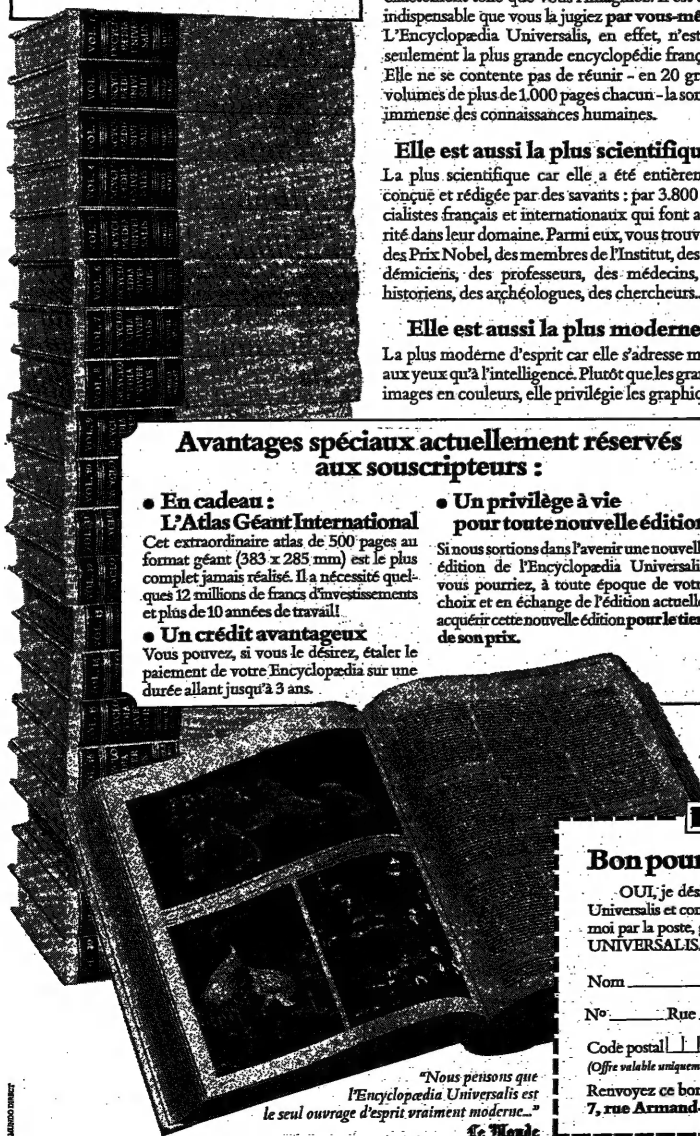 indispensable que vous la jugiez par vous-mê
L'Encyclopædia Universalis, en effet, n'est
seulement la plus grande encyclopédie franç
Elle ne se contente pas de réunir – en 20 gr
volumes de plus de 1.000 pages chacun – la som
immense des connaissances humaines.
Elle est aussi la plus scientifiqu
La plus scientifique car elle a été entièrem
conçue et rédigée par des savants : par 3.800
cialistes français et internationaux qui font a
rité dans leur domaine. Parmi eux, vous trouv
des Prix Nobel, des membres de l'Institut, des
démiciens, des professeurs, des médecins,
historiens, des archéologues, des chercheurs...
Elle est aussi la plus moderne
La plus moderne d'esprit car elle s'adresse m
aux yeux qu'à l'intelligence. Plutôt que les gran
images en couleurs, elle privilégie les graphic
Avantages spéciaux actuellement réservés
aux souscripteurs :
• En cadeau :
L'Atlas Géant International
Cet extraordinaire atlas de 500 pages au
format géant (383 x 285 mm) est le plus
complet jamais réalisé. Il a nécessité quel-
ques 12 millions de francs d'investissements
et plus de 10 années de travail!
• Un crédit avantageux
Vous pouvez, si vous le désirez, étaler le
paiement de votre Encyclopædia sur une
durée allant jusqu'à 3 ans.
• Un privilège à vie
pour toute nouvelle édition
Si nous sortions dans l'avenir une nouvelle
édition de l'Encyclopædia Universali
vous pourriez, à toute époque de votr
choix et en échange de l'édition actuelle
acquérir cette nouvelle édition pour le tier
de son prix.
"Nous pensons que
l'Encyclopædia Universalis est
le seul ouvrage d'esprit vraiment moderne..."
Le Monde
Bon pour
OUI, je dés
Universalis et con
moi par la poste, g
UNIVERSALIS.
Nom
N° Rue
Code postal
(Offre valable uniquem
Renvoyez ce bon
7, rue Armand-